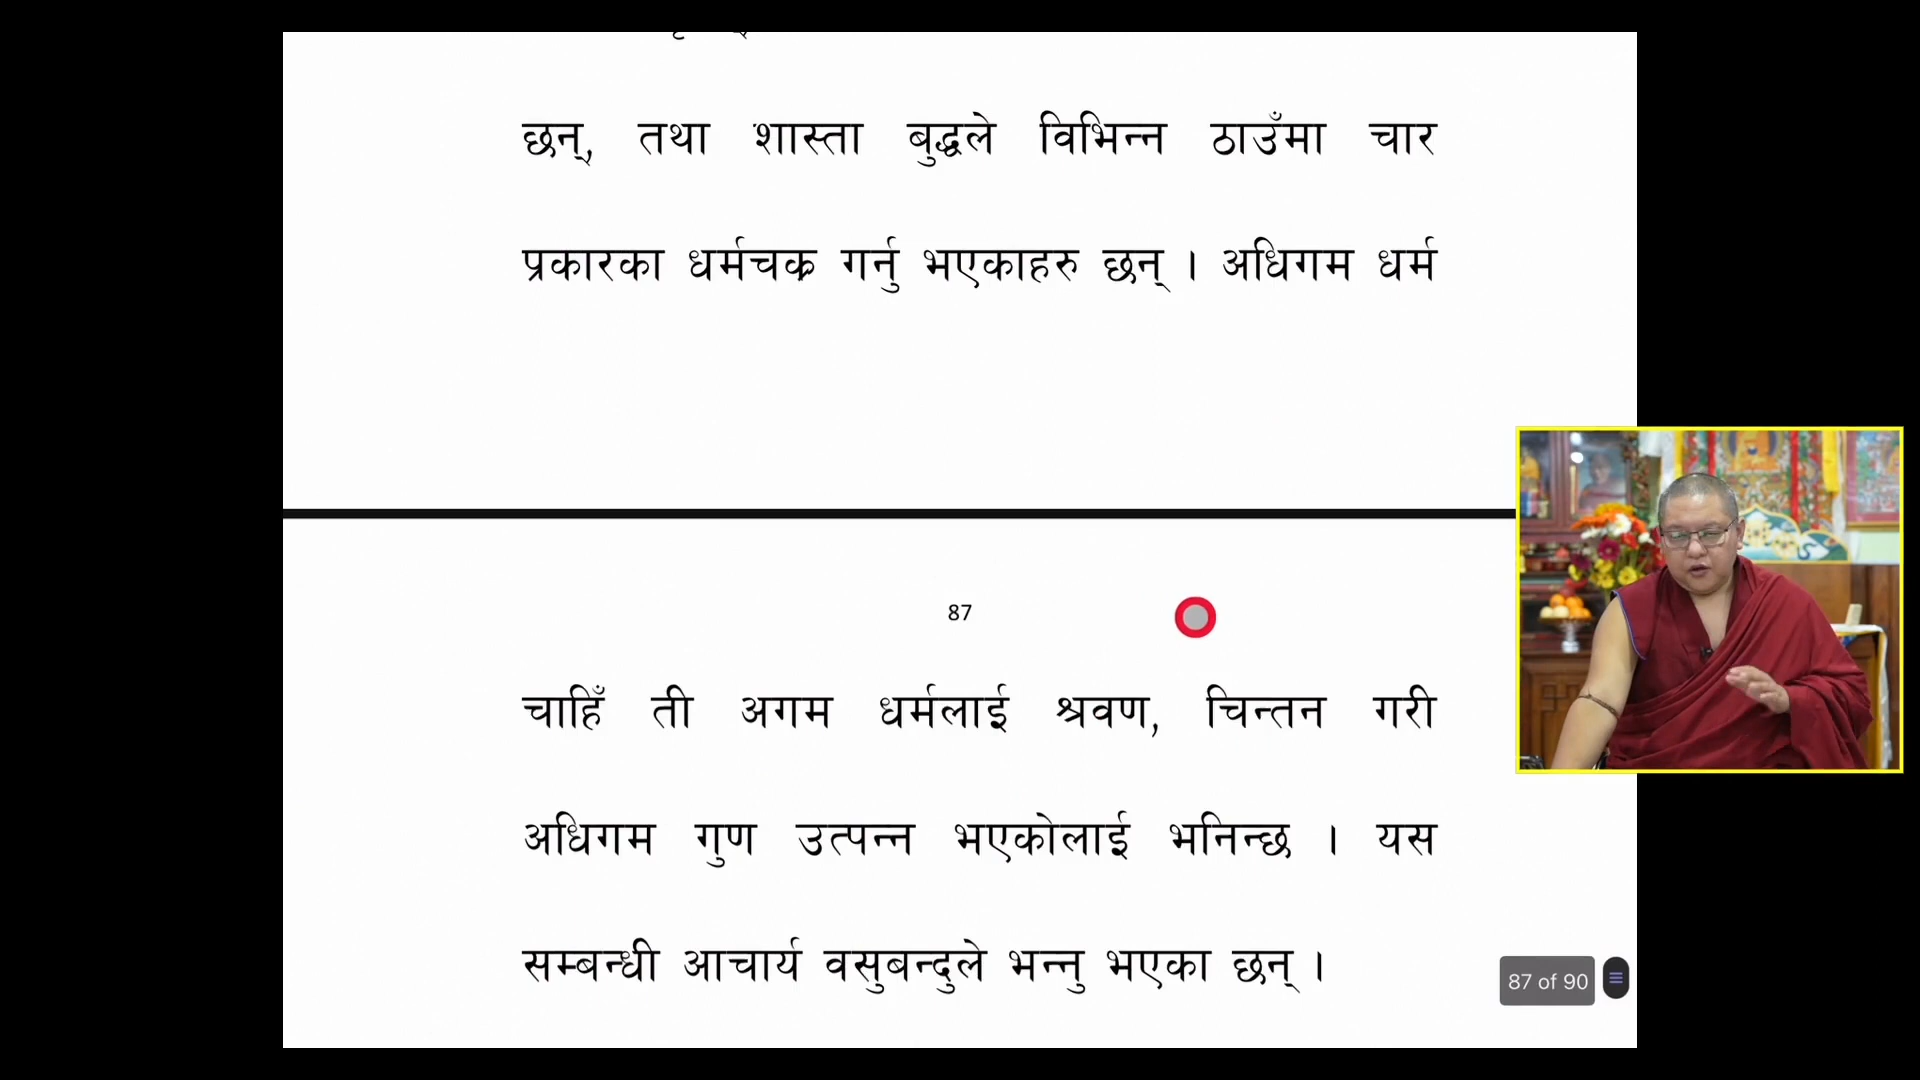 छन्, तथा शास्ता बुद्धले विभिन्न ठाउँमा चार
प्रकारका धर्मचक्र गर्नु भएकाहरु छन् । अधिगम धर्म
87
चाहिँ ती अगम धर्मलाई श्रवण, चिन्तन गरी
अधिगम गुण उत्पन्न भएकोलाई भनिन्छ । यस
सम्बन्धी आचार्य वसुबन्दुले भन्नु भएका छन् ।
87 of 90